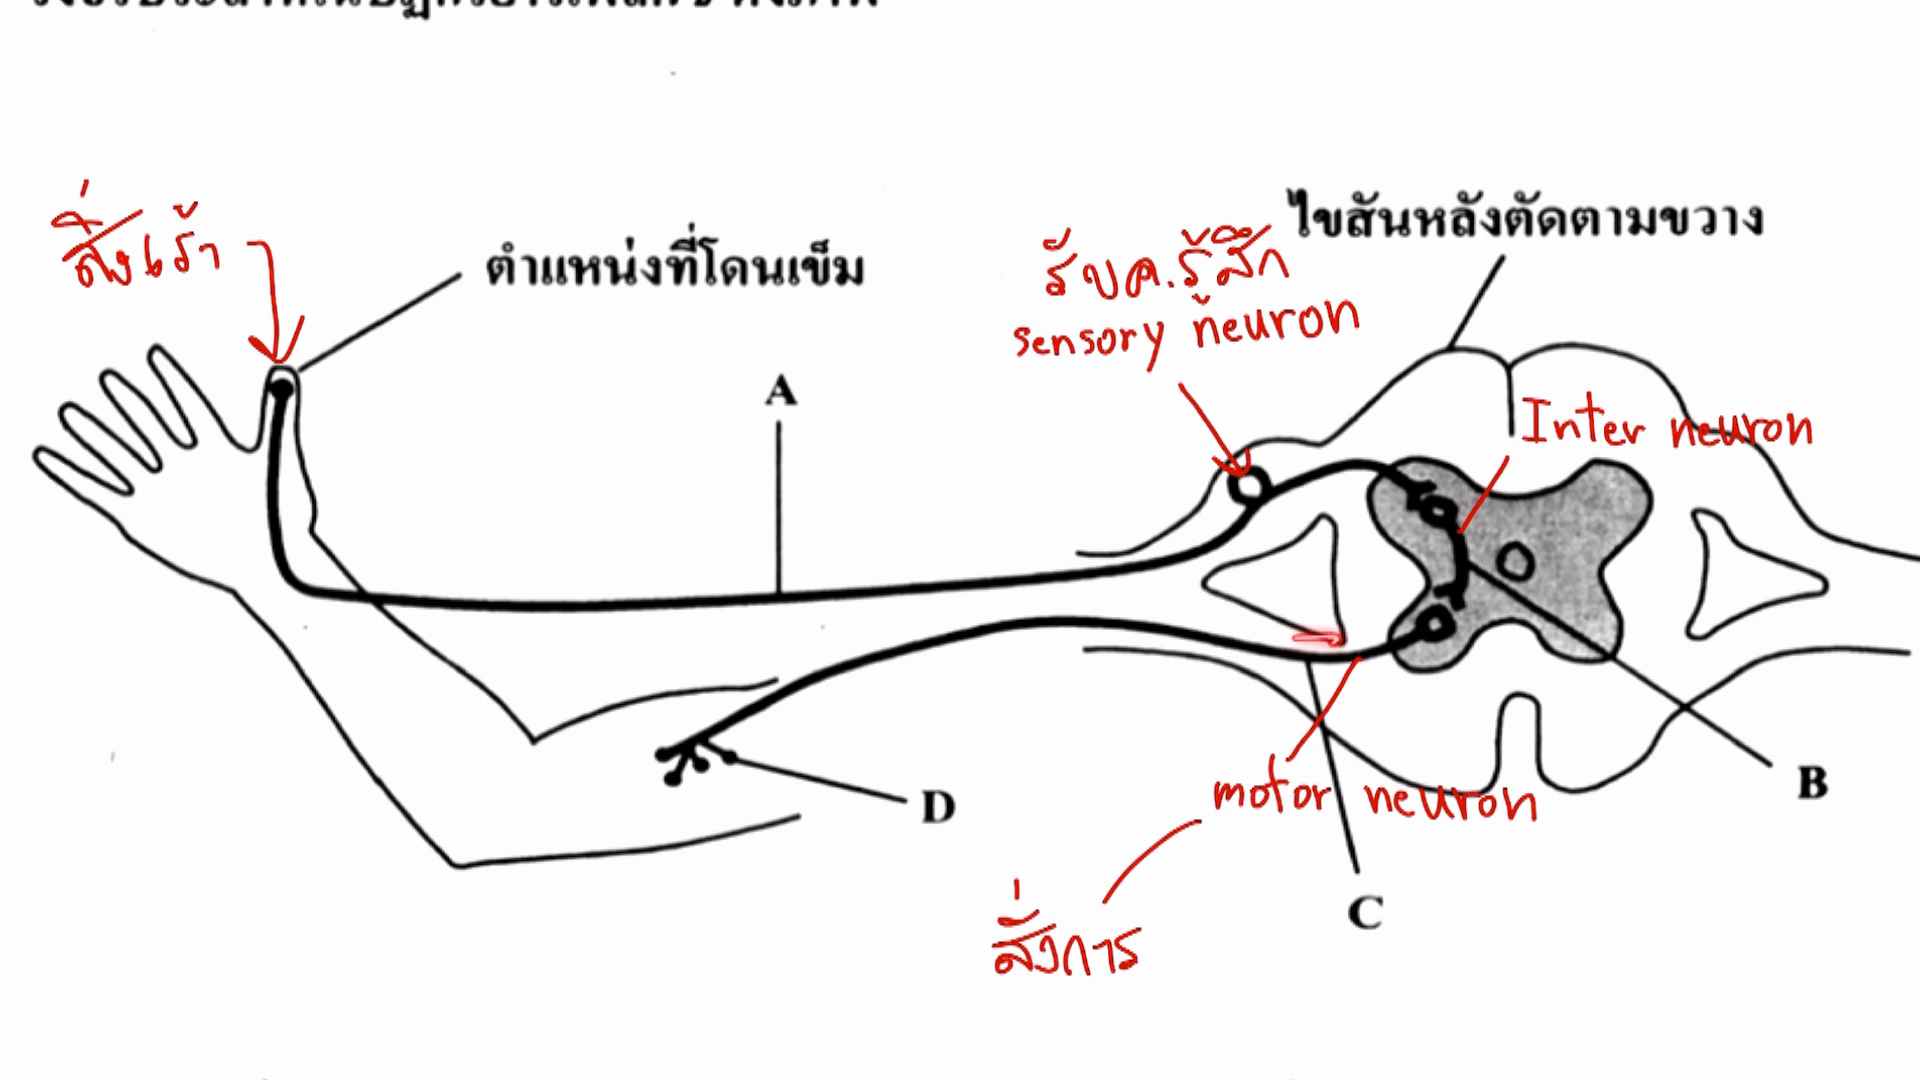 สิ่งเร้า
ตำแหน่งที่โดนเข็ม
ไขสันหลังตัดตามขวาง
รับค.รู้สึก
sensory neuron
A
Inter neuron
B
D
motor neuron
C
สั่งการ